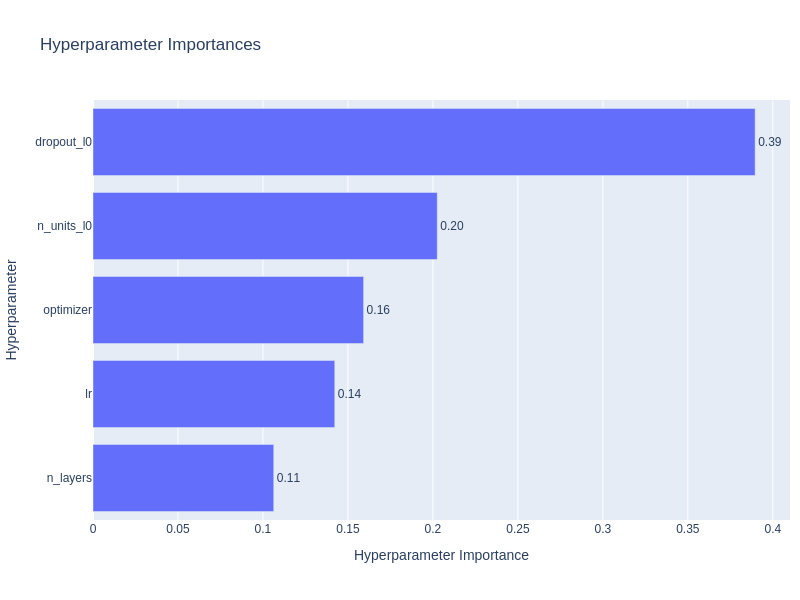 Hyperparameter Importances
Hyperparameter
dropout_l0
0.39
n_units_l0
0.20
optimizer
0.16
lr
0.14
n_layers
0.11
0 0.05 0.1 0.15 0.2 0.25 0.3 0.35 0.4
Hyperparameter Importance